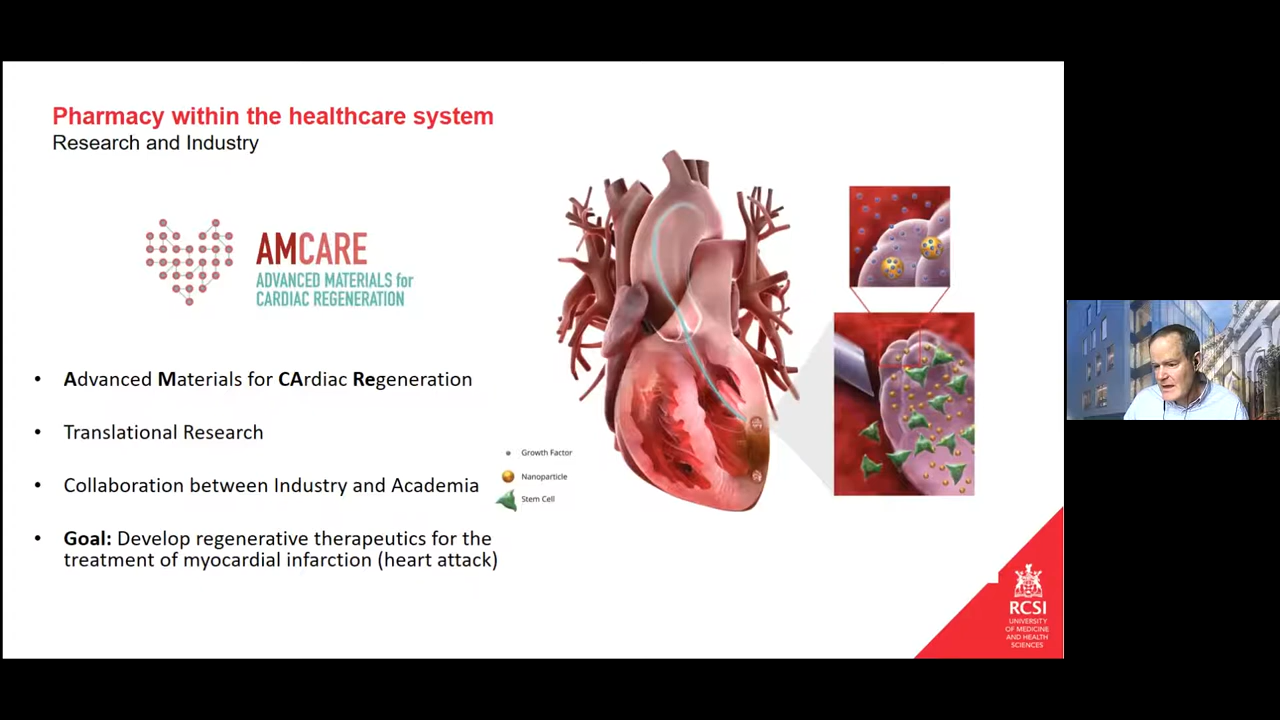 Pharmacy within the healthcare system
Research and Industry
AMCARE
ADVANCED MATERIALS for
CARDIAC REGENERATION
• Advanced Materials for CArdiac Regeneration
• Translational Research
• Collaboration between Industry and Academia
• Goal: Develop regenerative therapeutics for the
treatment of myocardial infarction (heart attack)
Growth Factor
Nanoparticle
Stem Cell
RCSI
UNIVERSITY
OF MEDICINE
AND HEALTH
SCIENCES